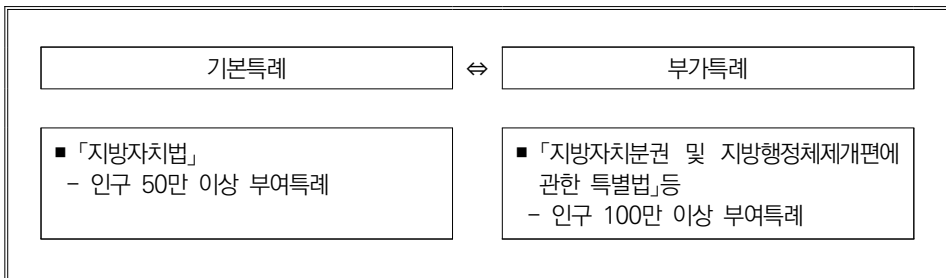 기본특례 ⇔ 부가특례
■「지방자치법」
- 인구 50만 이상 부여특례
■「지방자치분권 및 지방행정체제개편에
관한 특별법」등
- 인구 100만 이상 부여특례